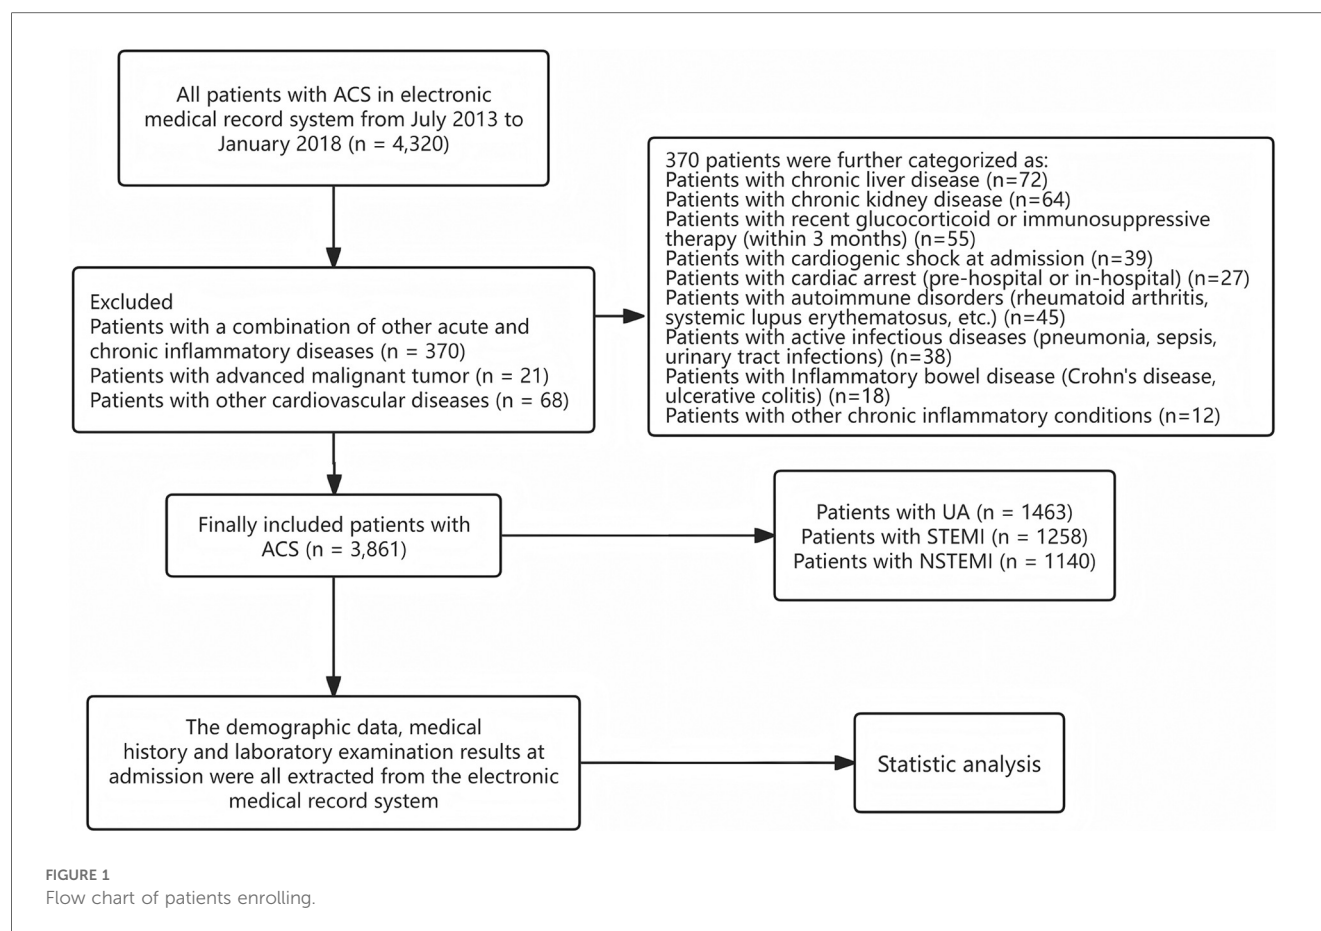 All patients with ACS in electronic
medical record system from July 2013 to
January 2018 (n = 4,320)
Excluded
Patients with a combination of other acute and
chronic inflammatory diseases (n = 370)
Patients with advanced malignant tumor (n = 21)
Patients with other cardiovascular diseases (n = 68)
370 patients were further categorized as:
Patients with chronic liver disease (n=72)
Patients with chronic kidney disease (n=64)
Patients with recent glucocorticoid or immunosuppressive
therapy (within 3 months) (n=55)
Patients with cardiogenic shock at admission (n=39)
Patients with cardiac arrest (pre-hospital or in-hospital) (n=27)
Patients with autoimmune disorders (rheumatoid arthritis,
systemic lupus erythematosus, etc.) (n=45)
Patients with active infectious diseases (pneumonia, sepsis,
urinary tract infections) (n=38)
Patients with Inflammatory bowel disease (Crohn's disease,
ulcerative colitis) (n=18)
Patients with other chronic inflammatory conditions (n=12)
Finally included patients with
ACS (n = 3,861)
Patients with UA (n = 1463)
Patients with STEMI (n = 1258)
Patients with NSTEMI (n = 1140)
The demographic data, medical
history and laboratory examination results at
admission were all extracted from the electronic
medical record system
Statistic analysis
FIGURE 1
Flow chart of patients enrolling.